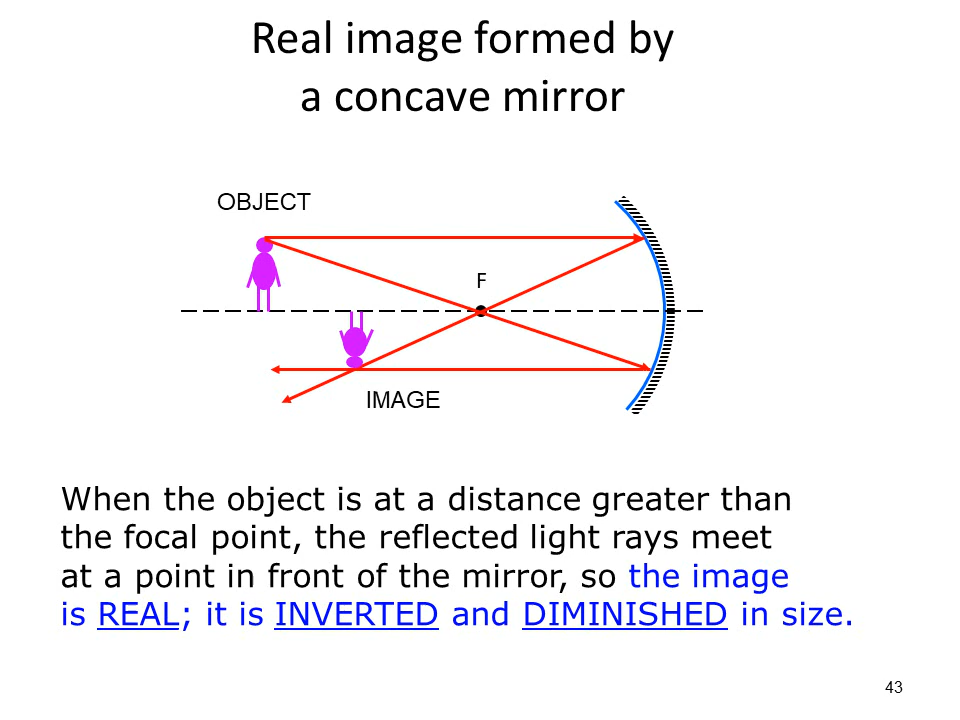 Real image formed by
a concave mirror
OBJECT
F
IMAGE
When the object is at a distance greater than
the focal point, the reflected light rays meet
at a point in front of the mirror, so the image
is REAL; it is INVERTED and DIMINISHED in size.
43